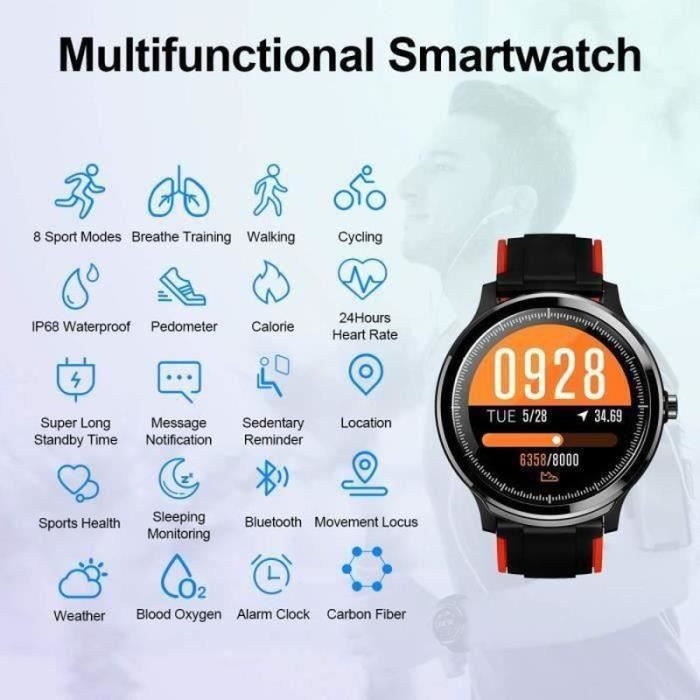 Multifunctional Smartwatch
8 Sport Modes
Breathe Training
Walking
Cycling
IP68 Waterproof
Pedometer
Calorie
24Hours
Heart Rate
Super Long
Standby Time
Message
Notification
Sedentary
Reminder
Location
Sports Health
Sleeping
Monitoring
Bluetooth
Movement Locus
Weather
O2
Blood Oxygen
Alarm Clock
Carbon Fiber
0928
TUE 5/28 34.69
6358/8000